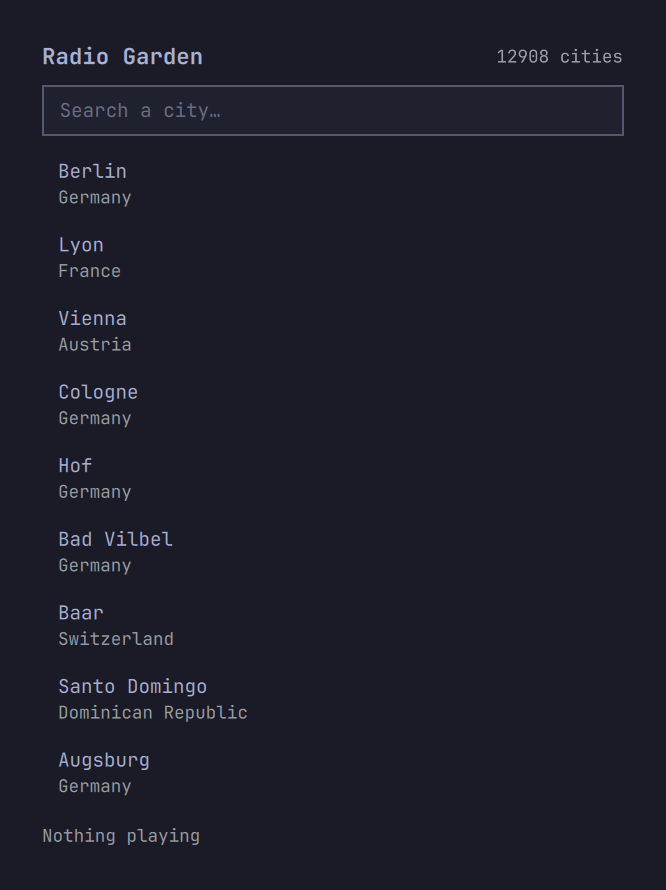 Radio Garden
12908 cities
Search a city…
Berlin
Germany
Lyon
France
Vienna
Austria
Cologne
Germany
Hof
Germany
Bad Vilbel
Germany
Baar
Switzerland
Santo Domingo
Dominican Republic
Augsburg
Germany
Nothing playing